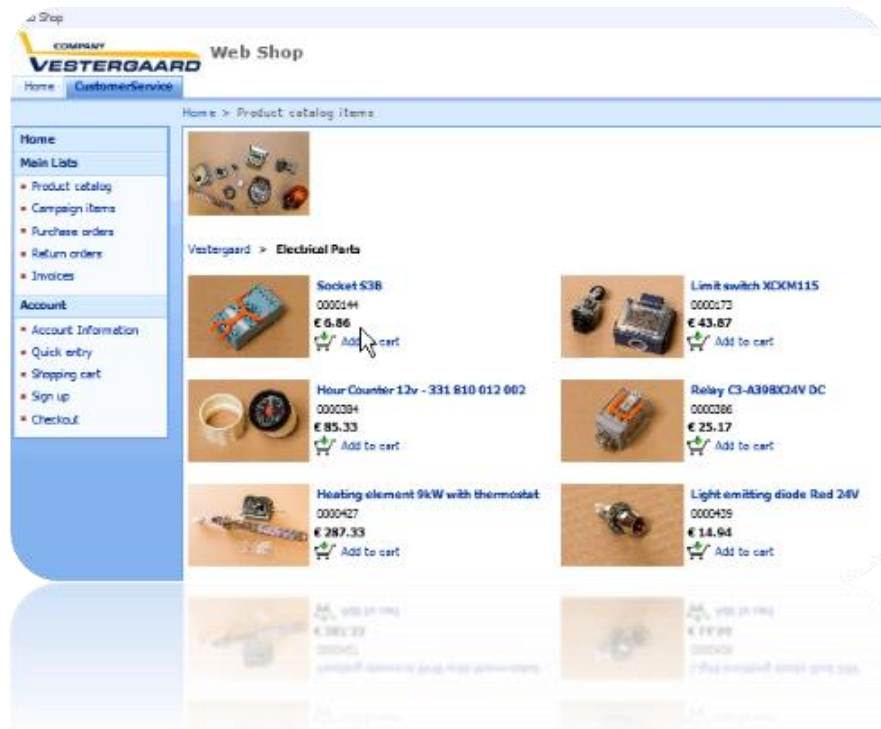 Shop
COMPANY
VESTERGAARD
Web Shop
Home CustomerService
Home > Product catalog items
Home
Main Lists
Product catalog
Campaign items
Purchase orders
Return orders
Invoices
Account
Account Information
Quick entry
Shopping cart
Sign up
Checkout
Vestergaard > Electrical Parts
Socket S3B
0000144
€ 6.86
Add to cart
Limit switch XCKM115
0000173
€ 43.87
Add to cart
Hour Counter 12v - 331 810 012 002
0000384
€ 85.33
Add to cart
Relay C3-A39BX24V DC
0000386
€ 25.17
Add to cart
Heating element 9kW with thermostat
0000427
€ 287.33
Add to cart
Light emitting diode Red 24V
0000439
€ 14.94
Add to cart